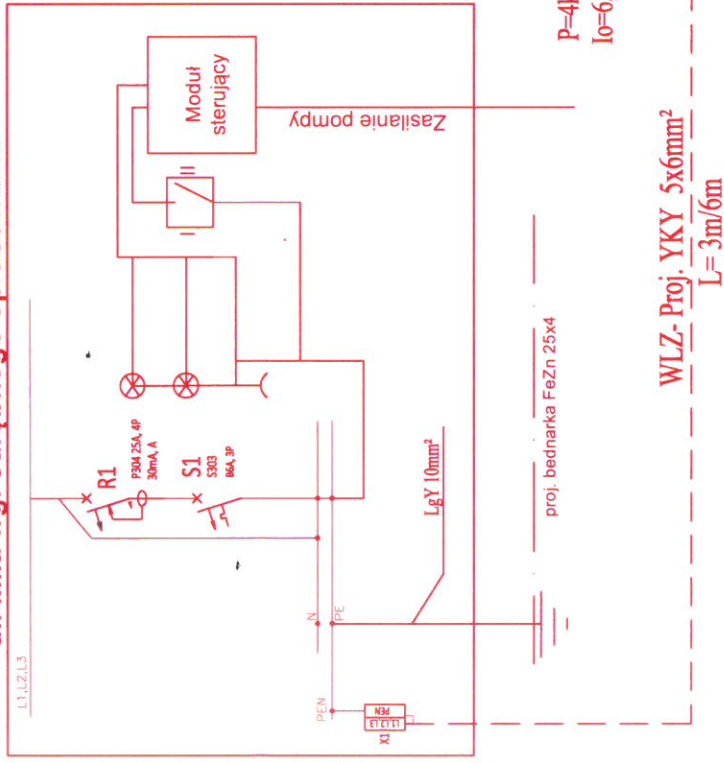 L1,L2,L3
R1
P304 25A, 4P
30mA, A
S1
S303
B6A, 3P
I
II
Moduł
sterujący
Zasilanie pompy
N
PE
PEN
X1
L1 L2 L3
PEN
LgY 10mm²
proj. bednarka FeZn 25x4
WLZ- Proj. YKY 5x6mm²
L= 3m/6m